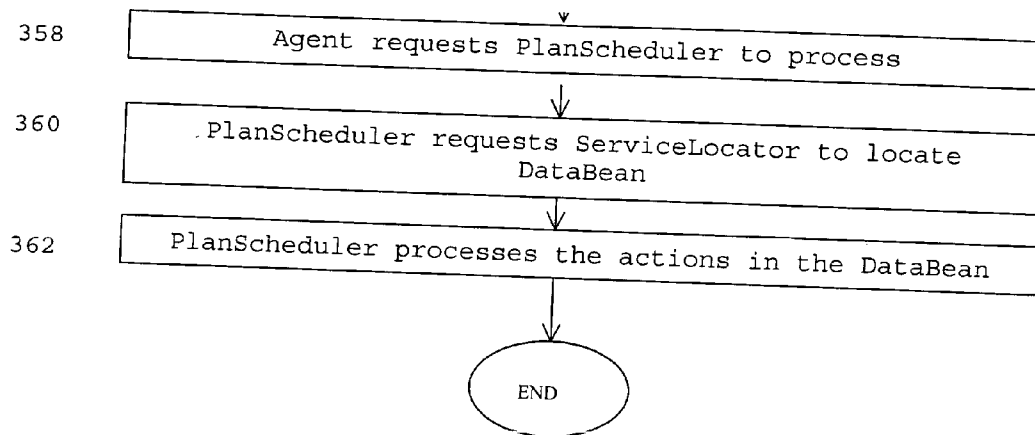 358 Agent requests PlanScheduler to process
360 PlanScheduler requests ServiceLocator to locate
DataBean
362 PlanScheduler processes the actions in the DataBean
END